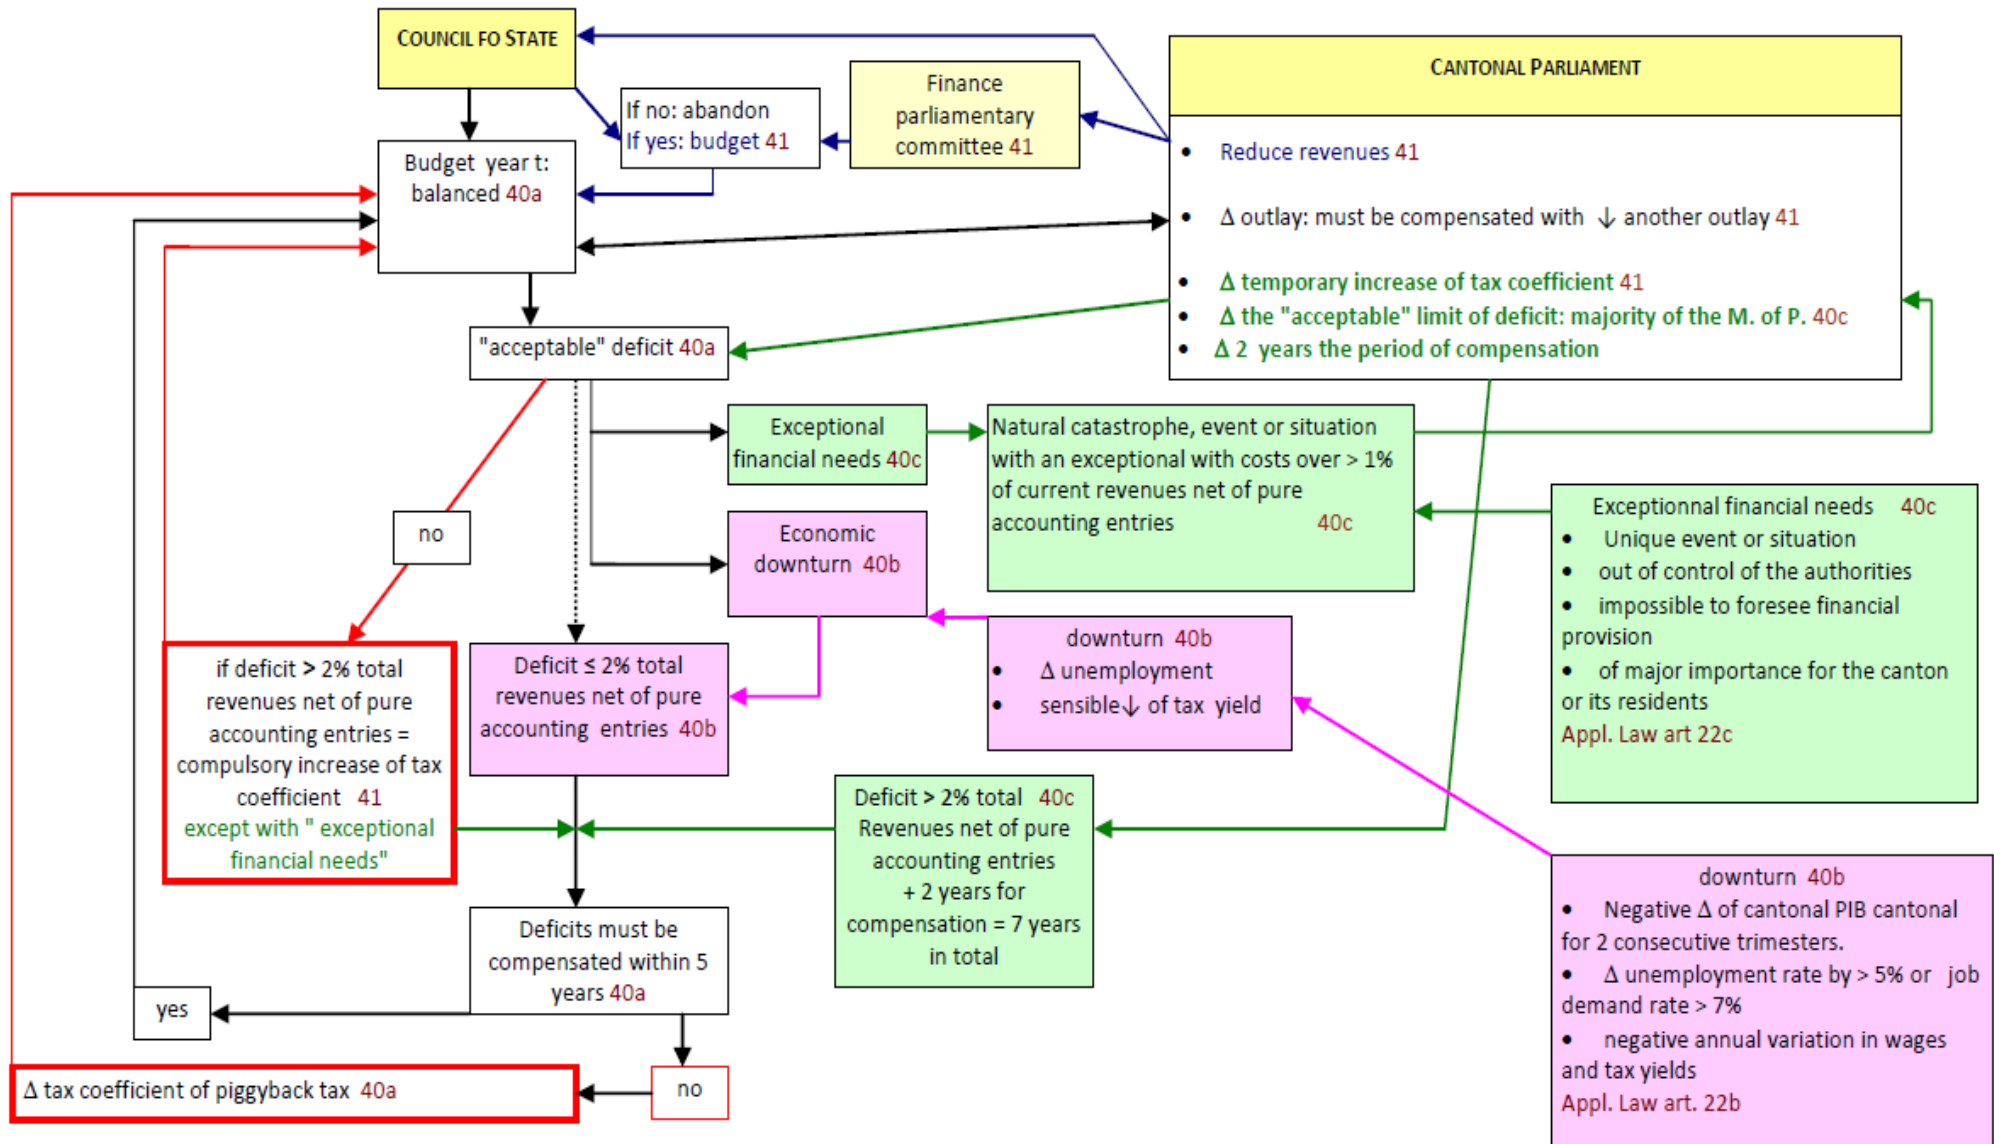 COUNCIL FO STATE
CANTONAL PARLIAMENT
If no: abandon
If yes: budget 41
Finance
parliamentary
committee 41
Budget year t:
balanced 40a
• Reduce revenues 41
• Δ outlay: must be compensated with ↓ another outlay 41
• Δ temporary increase of tax coefficient 41
• Δ the "acceptable" limit of deficit: majority of the M. of P. 40c
• Δ 2 years the period of compensation
"acceptable" deficit 40a
Exceptional
financial needs 40c
Natural catastrophe, event or situation
with an exceptional with costs over > 1%
of current revenues net of pure
accounting entries 40c
Exceptionnal financial needs 40c
• Unique event or situation
• out of control of the authorities
• impossible to foresee financial
provision
• of major importance for the canton
or its residents
Appl. Law art 22c
no
Economic
downturn 40b
downturn 40b
• Δ unemployment
• sensible↓ of tax yield
if deficit > 2% total
revenues net of pure
accounting entries =
compulsory increase of tax
coefficient 41
except with " exceptional
financial needs"
Deficit ≤ 2% total
revenues net of pure
accounting entries 40b
Deficit > 2% total 40c
Revenues net of pure
accounting entries
+ 2 years for
compensation = 7 years
in total
downturn 40b
• Negative Δ of cantonal PIB cantonal
for 2 consecutive trimesters.
• Δ unemployment rate by > 5% or job
demand rate > 7%
• negative annual variation in wages
and tax yields
Appl. Law art. 22b
Deficits must be
compensated within 5
years 40a
yes
no
Δ tax coefficient of piggyback tax 40a